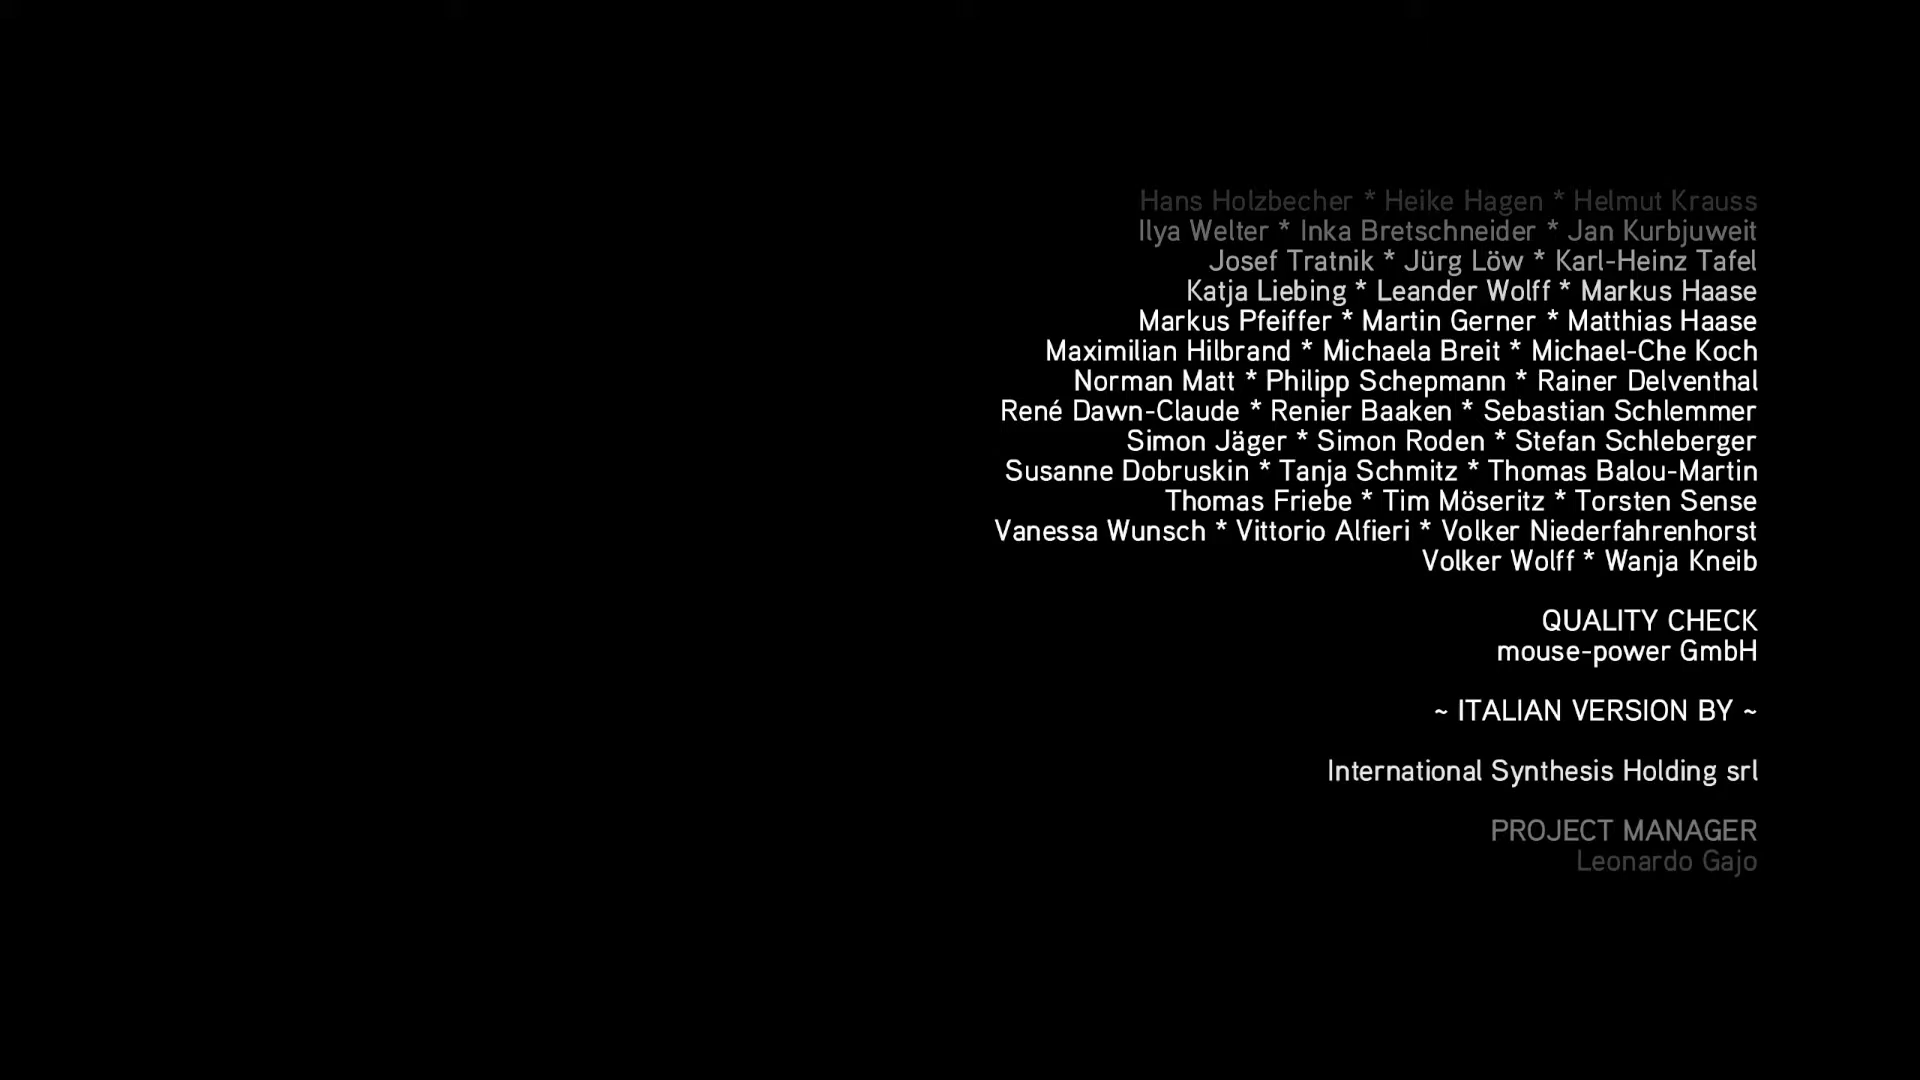 Hans Holzbecher * Heike Hagen * Helmut Krauss
Ilya Welter * Inka Bretschneider * Jan Kurbjuweit
Josef Tratnik * Jürg Löw * Karl-Heinz Tafel
Katja Liebing * Leander Wolff * Markus Haase
Markus Pfeiffer * Martin Gerner * Matthias Haase
Maximilian Hilbrand * Michaela Breit * Michael-Che Koch
Norman Matt * Philipp Schepmann * Rainer Delventhal
René Dawn-Claude * Renier Baaken * Sebastian Schlemmer
Simon Jäger * Simon Roden * Stefan Schleberger
Susanne Dobruskin * Tanja Schmitz * Thomas Balou-Martin
Thomas Friebe * Tim Möseritz * Torsten Sense
Vanessa Wunsch * Vittorio Alfieri * Volker Niederfahrenhorst
Volker Wolff * Wanja Kneib
QUALITY CHECK
mouse-power GmbH
~ ITALIAN VERSION BY ~
International Synthesis Holding srl
PROJECT MANAGER
Leonardo Gajo